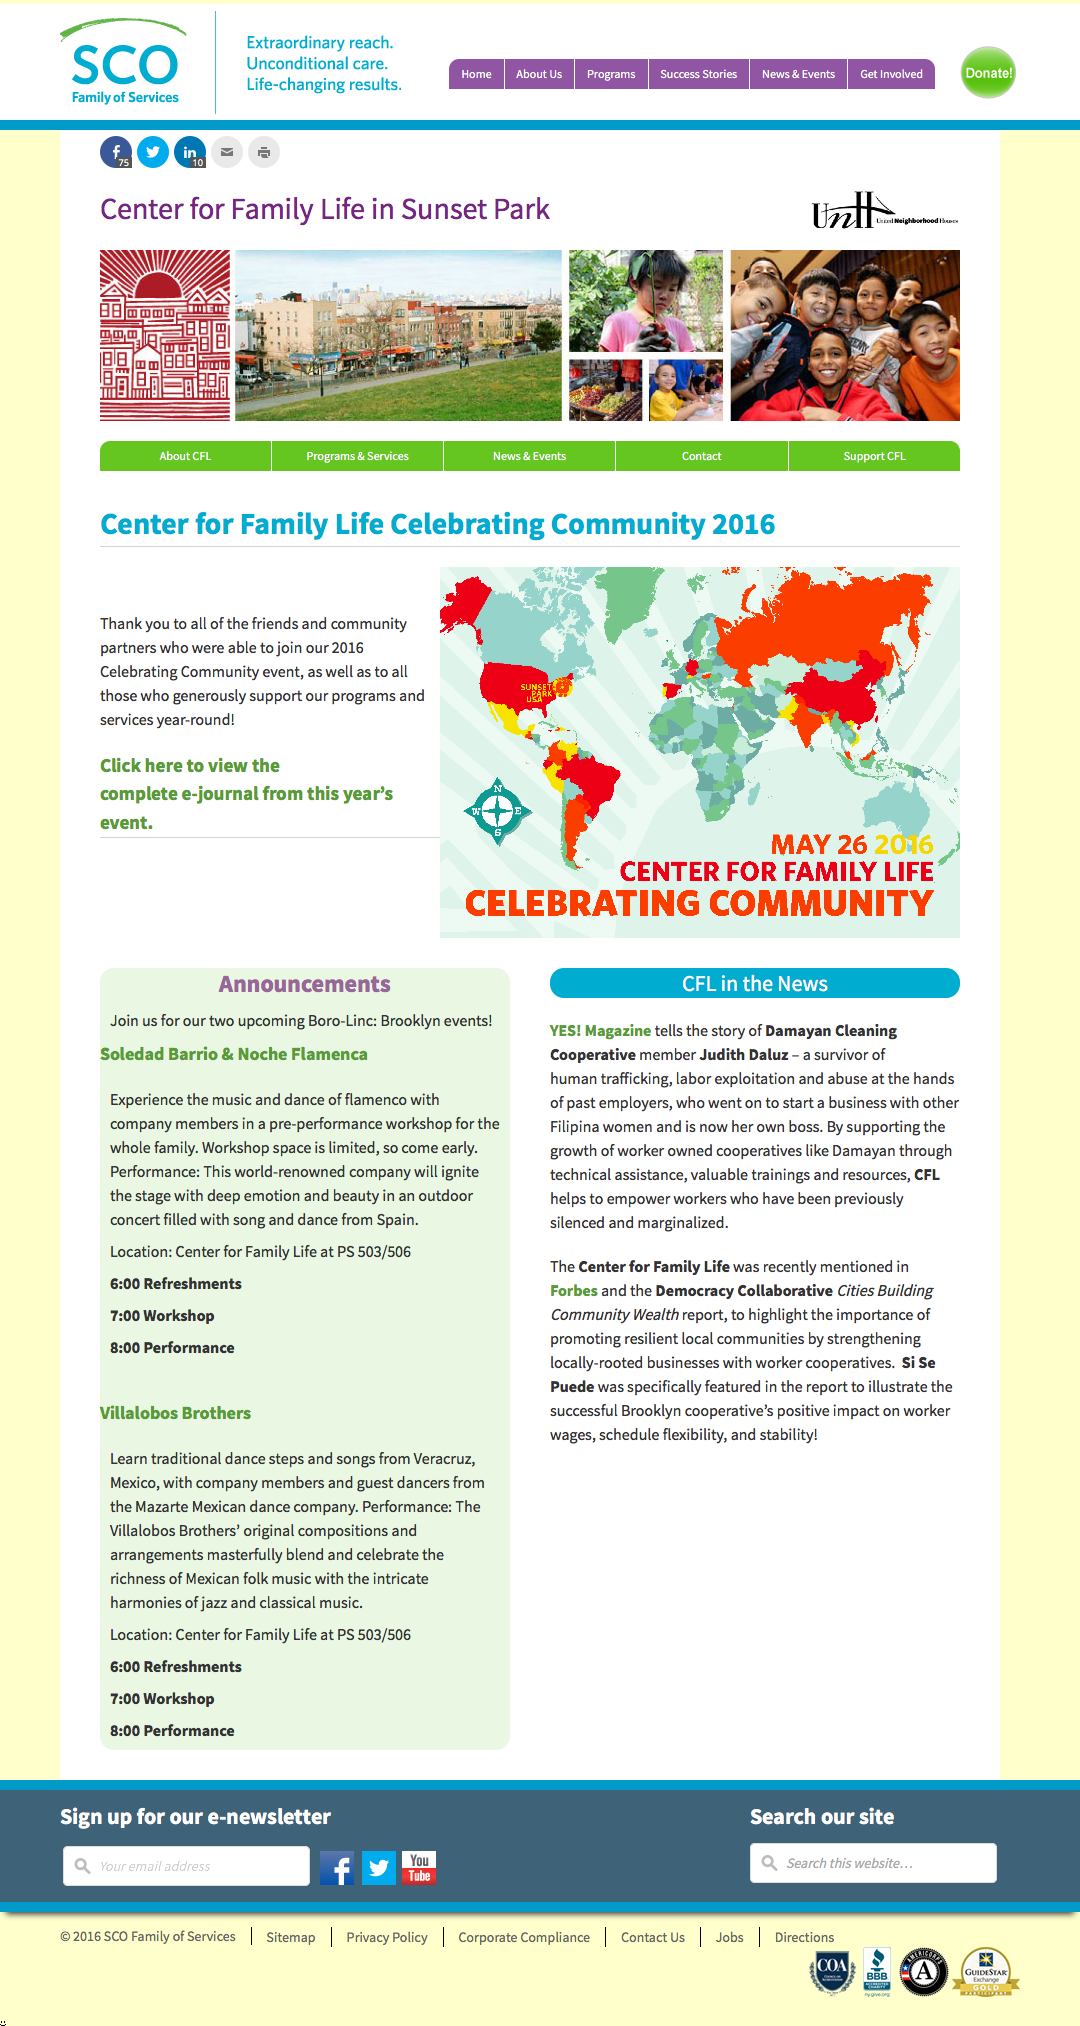 SCO
Family of Services
Extraordinary reach.
Unconditional care.
Life-changing results.
Home
About Us
Programs
Success Stories
News & Events
Get Involved
Donate!
75
10
Center for Family Life in Sunset Park
UNH
United Neighborhood Houses
About CFL
Programs & Services
News & Events
Contact
Support CFL
Center for Family Life Celebrating Community 2016
Thank you to all of the friends and community
partners who were able to join our 2016
Celebrating Community event, as well as to all
those who generously support our programs and
services year-round!
Click here to view the
complete e-journal from this year's
event.
SUNSET
PARK
USA
N
W E
S
MAY 26 2016
CENTER FOR FAMILY LIFE
CELEBRATING COMMUNITY
Announcements
Join us for our two upcoming Boro-Linc: Brooklyn events!
Soledad Barrio & Noche Flamenca
Experience the music and dance of flamenco with
company members in a pre-performance workshop for the
whole family. Workshop space is limited, so come early.
Performance: This world-renowned company will ignite
the stage with deep emotion and beauty in an outdoor
concert filled with song and dance from Spain.
Location: Center for Family Life at PS 503/506
6:00 Refreshments
7:00 Workshop
8:00 Performance
Villalobos Brothers
Learn traditional dance steps and songs from Veracruz,
Mexico, with company members and guest dancers from
the Mazarte Mexican dance company. Performance: The
Villalobos Brothers' original compositions and
arrangements masterfully blend and celebrate the
richness of Mexican folk music with the intricate
harmonies of jazz and classical music.
Location: Center for Family Life at PS 503/506
6:00 Refreshments
7:00 Workshop
8:00 Performance
CFL in the News
YES! Magazine tells the story of Damayan Cleaning
Cooperative member Judith Daluz – a survivor of
human trafficking, labor exploitation and abuse at the hands
of past employers, who went on to start a business with other
Filipina women and is now her own boss. By supporting the
growth of worker owned cooperatives like Damayan through
technical assistance, valuable trainings and resources, CFL
helps to empower workers who have been previously
silenced and marginalized.
The Center for Family Life was recently mentioned in
Forbes and the Democracy Collaborative Cities Building
Community Wealth report, to highlight the importance of
promoting resilient local communities by strengthening
locally-rooted businesses with worker cooperatives. Si Se
Puede was specifically featured in the report to illustrate the
successful Brooklyn cooperative's positive impact on worker
wages, schedule flexibility, and stability!
Sign up for our e-newsletter
Your email address
You
Tube
Search our site
Search this website…
© 2016 SCO Family of Services
Sitemap
Privacy Policy
Corporate Compliance
Contact Us
Jobs
Directions
COA
BBB
ACCREDITED
CHARITY
ny.give.org
AMERICORPS
A
GUIDESTAR
Exchange
GOLD
PARTICIPANT